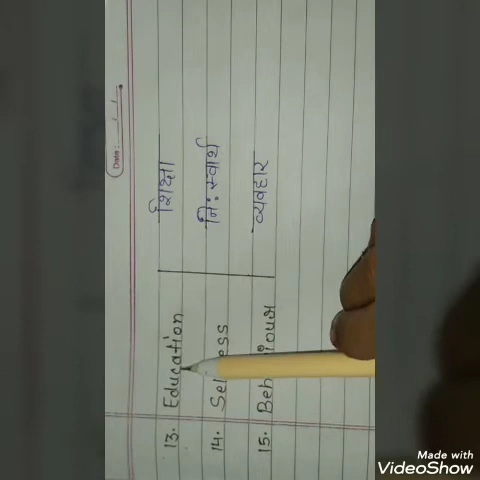 Date:
13. Education शिक्षा
14. निःस्वार्थ
15. व्यवहार
Made with
VideoShow